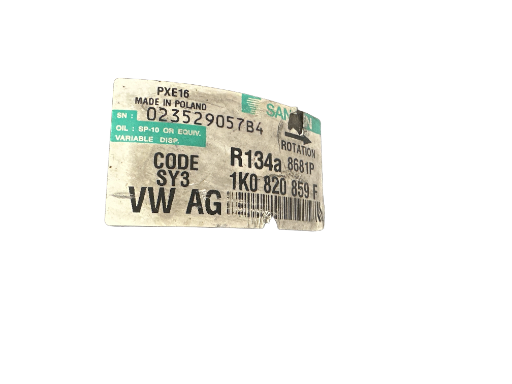 PXE16
MADE IN POLAND
SN : 023529057B4
OIL : SP-10 OR EQUIV.
VARIABLE DISP.
ROTATION
CODE
SY3
R134a 8681P
1K0 820 859 F
VW AG